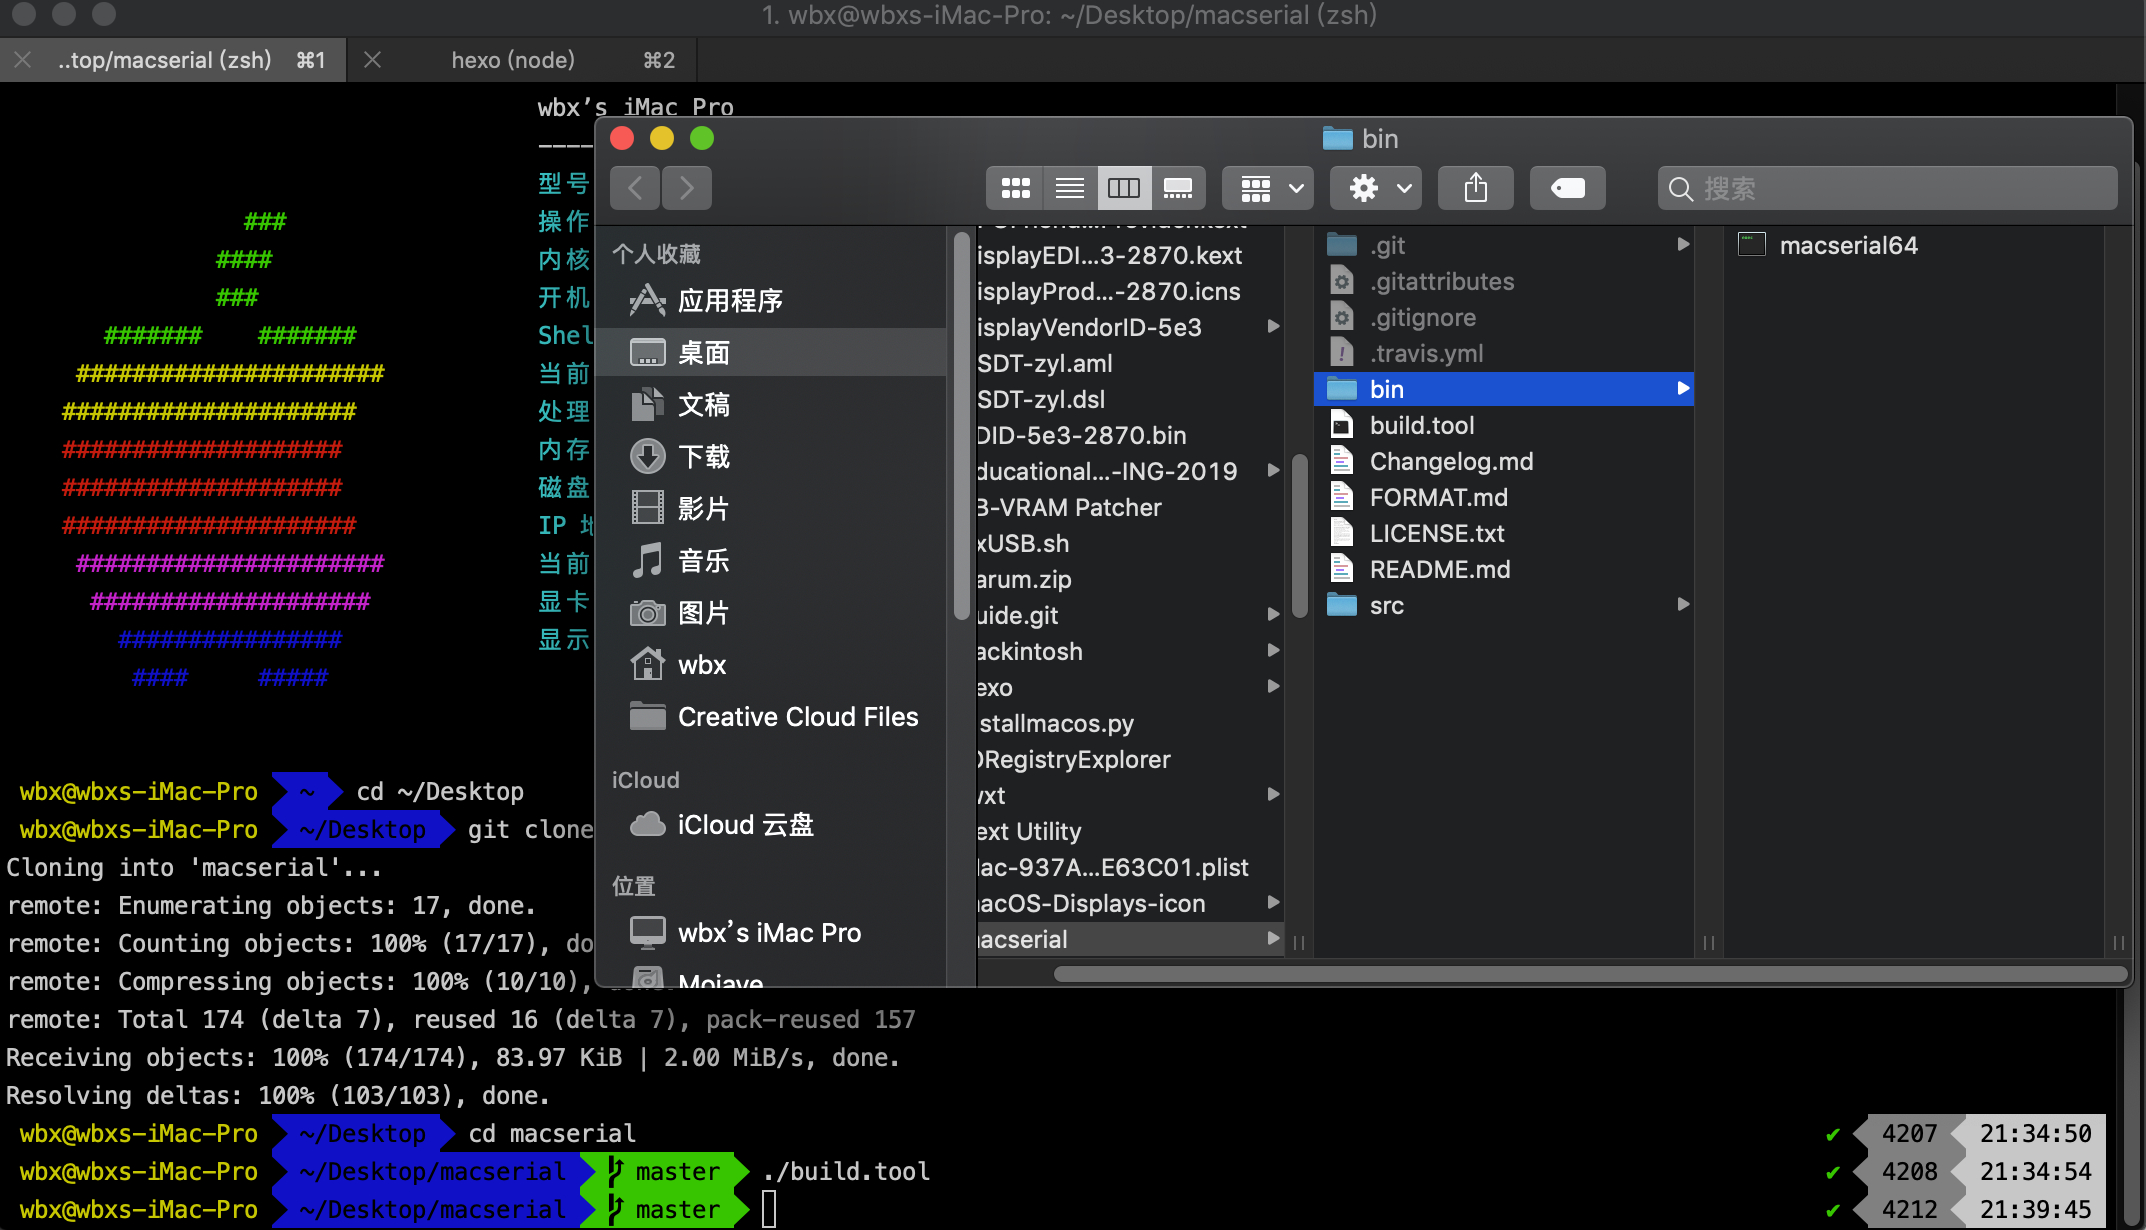 1. wbx@wbxs-iMac-Pro: ~/Desktop/macserial (zsh)
..top/macserial (zsh) ⌘1
hexo (node) ⌘2
wbx’s iMac Pro
型号
操作
内核
开机
Shel
当前
处理
内存
磁盘
IP
当前
显卡
显示
###
####
###
####### #######
######################
#####################
####################
####################
#####################
######################
####################
################
#### #####
bin
搜索
个人收藏
应用程序
桌面
文稿
下载
影片
音乐
图片
wbx
Creative Cloud Files
iCloud
iCloud 云盘
位置
wbx’s iMac Pro
Mojave
isplayEDI...3-2870.kext
isplayProd...-2870.icns
isplayVendorID-5e3
SDT-zyl.aml
SDT-zyl.dsl
DID-5e3-2870.bin
ducational...-ING-2019
B-VRAM Patcher
xUSB.sh
arum.zip
uide.git
ackintosh
exo
stallmacos.py
ORegistryExplorer
xt
ext Utility
ac-937A...E63C01.plist
acOS-Displays-icon
acserial
.git
.gitattributes
.gitignore
.travis.yml
bin
build.tool
Changelog.md
FORMAT.md
LICENSE.txt
README.md
src
macserial64
wbx@wbxs-iMac-Pro ~ cd ~/Desktop
wbx@wbxs-iMac-Pro ~/Desktop git clone
Cloning into 'macserial'...
remote: Enumerating objects: 17, done.
remote: Counting objects: 100% (17/17), do
remote: Compressing objects: 100% (10/10),
remote: Total 174 (delta 7), reused 16 (delta 7), pack-reused 157
Receiving objects: 100% (174/174), 83.97 KiB | 2.00 MiB/s, done.
Resolving deltas: 100% (103/103), done.
wbx@wbxs-iMac-Pro ~/Desktop cd macserial ✔ 4207 21:34:50
wbx@wbxs-iMac-Pro ~/Desktop/macserial master ./build.tool ✔ 4208 21:34:54
wbx@wbxs-iMac-Pro ~/Desktop/macserial master ✔ 4212 21:39:45